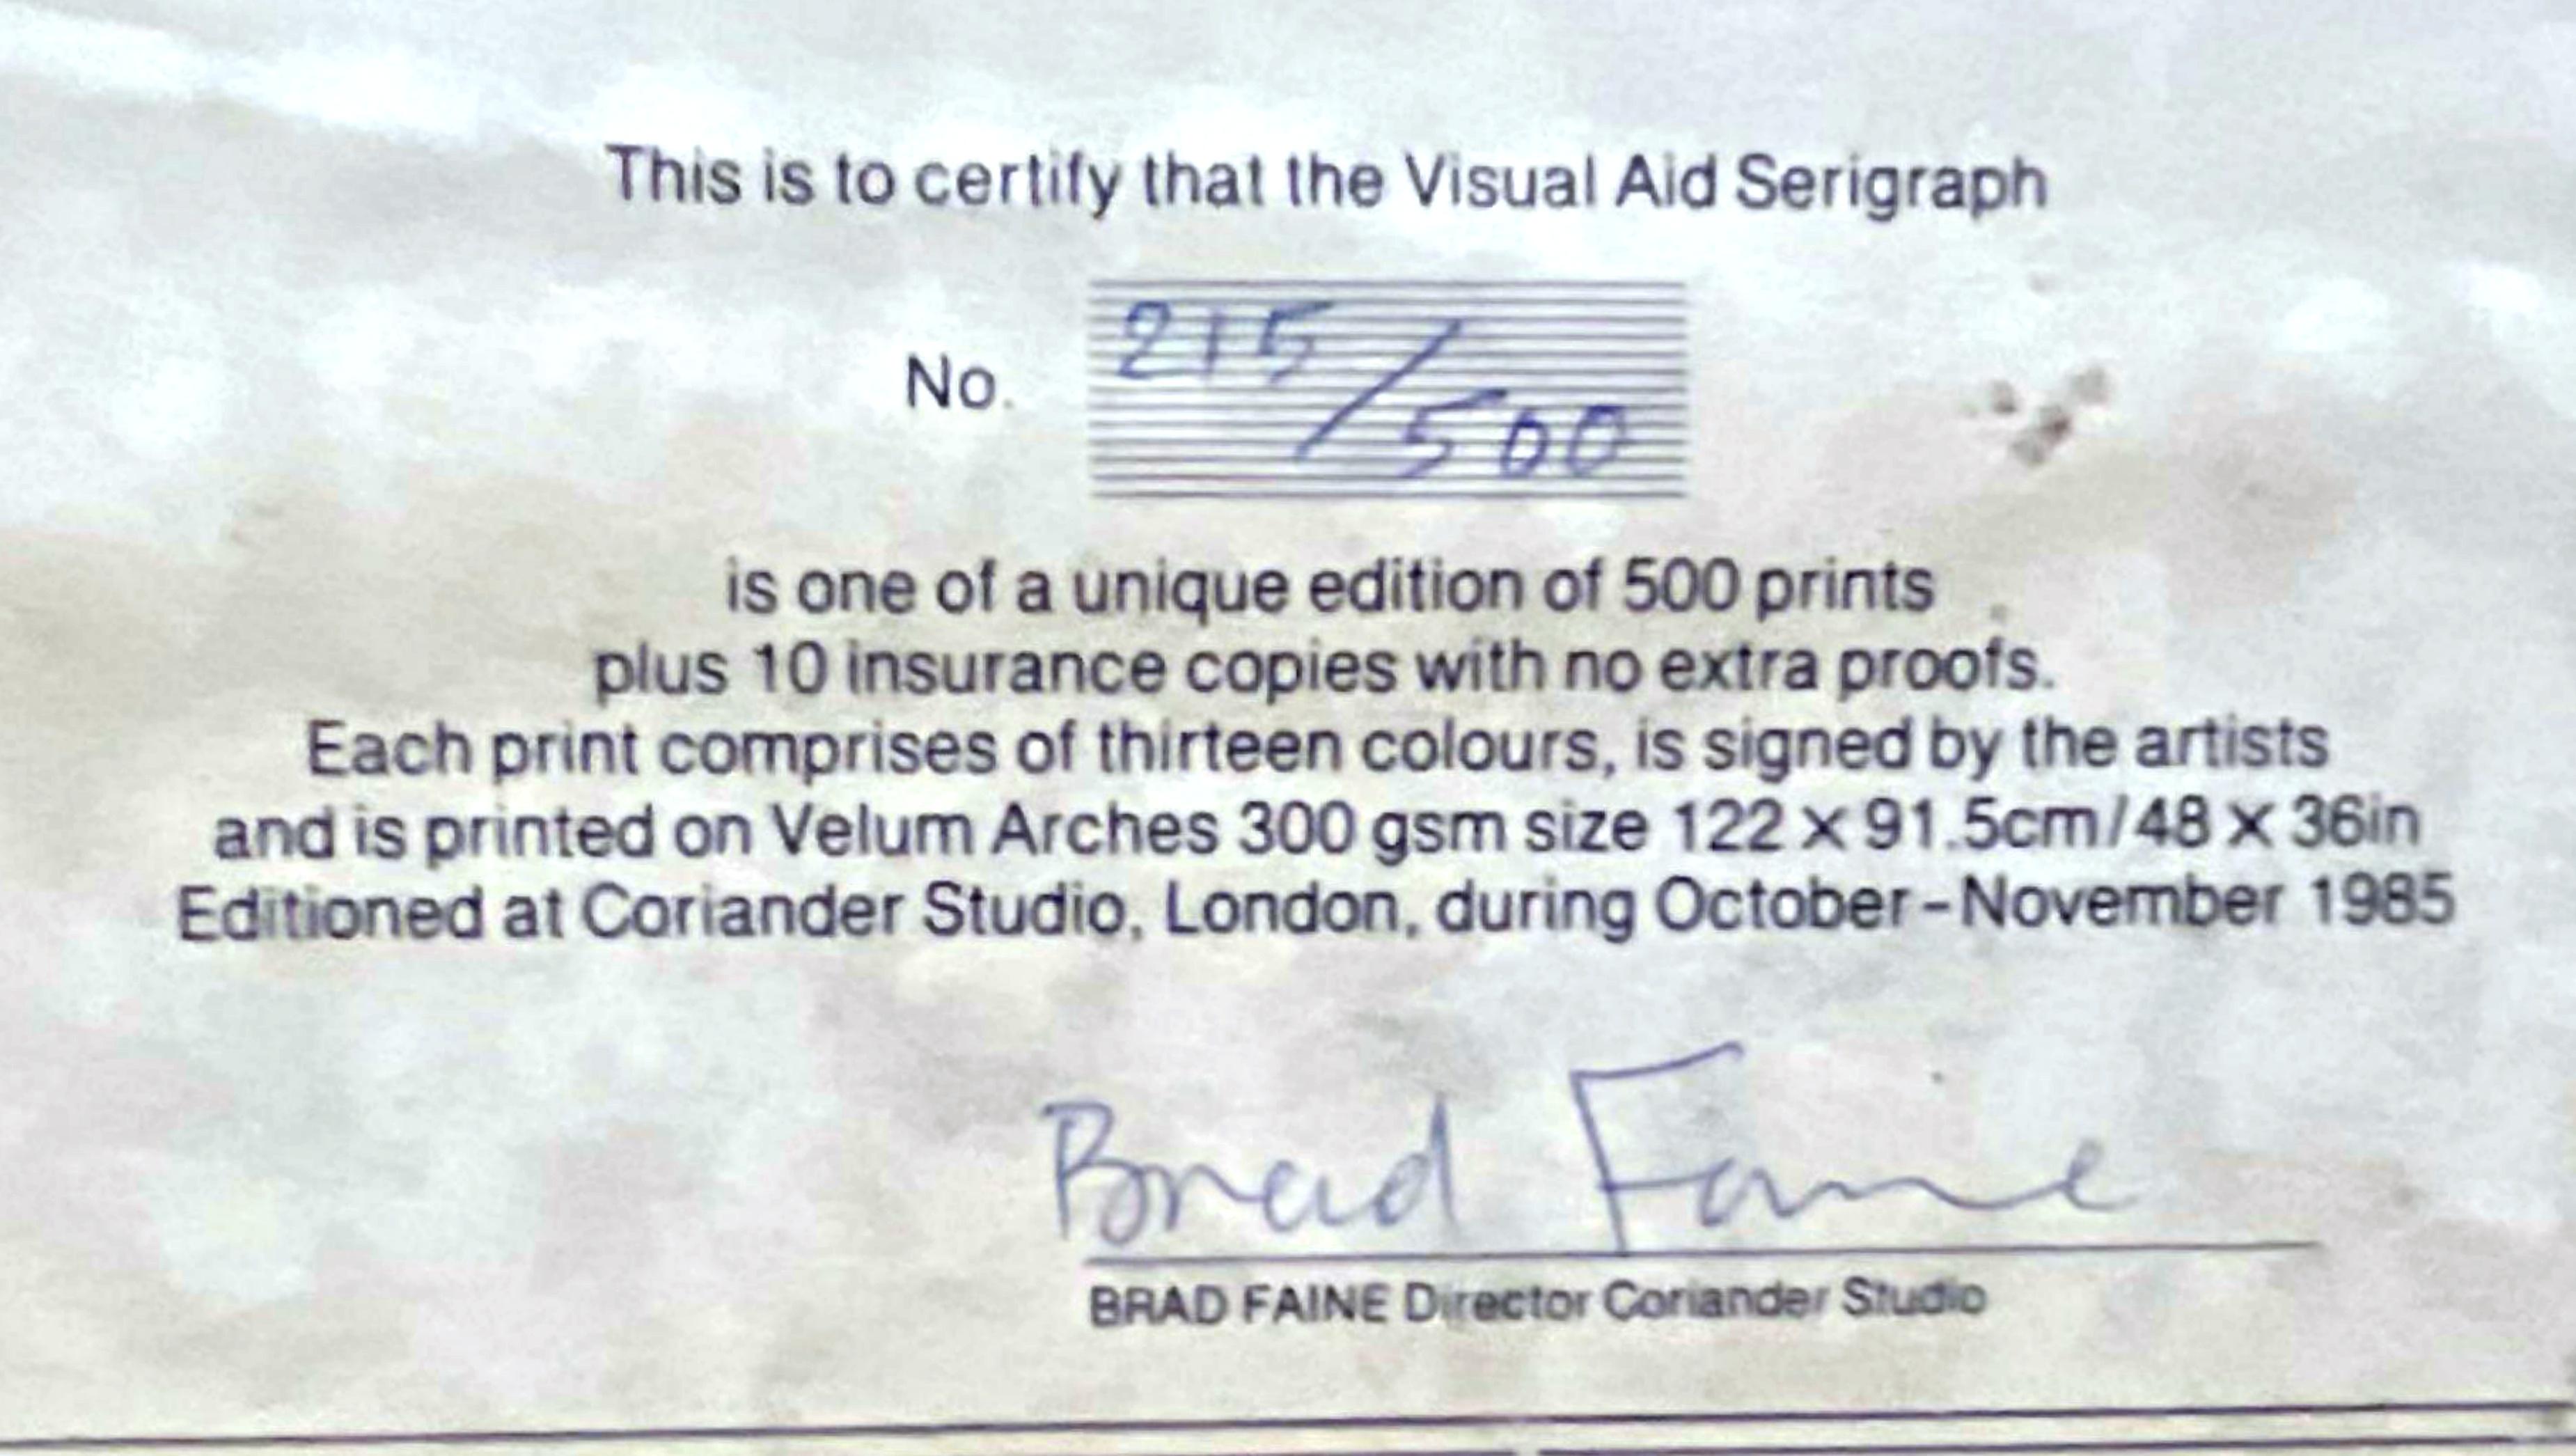 This is to certify that the Visual Aid Serigraph
No. 215/500
is one of a unique edition of 500 prints
plus 10 insurance copies with no extra proofs.
Each print comprises of thirteen colours, is signed by the artists
and is printed on Velum Arches 300 gsm size 122 x 91.5cm/48 x 36in
Editioned at Coriander Studio, London, during October-November 1985
Brad Faine
BRAD FAINE Director Coriander Studio